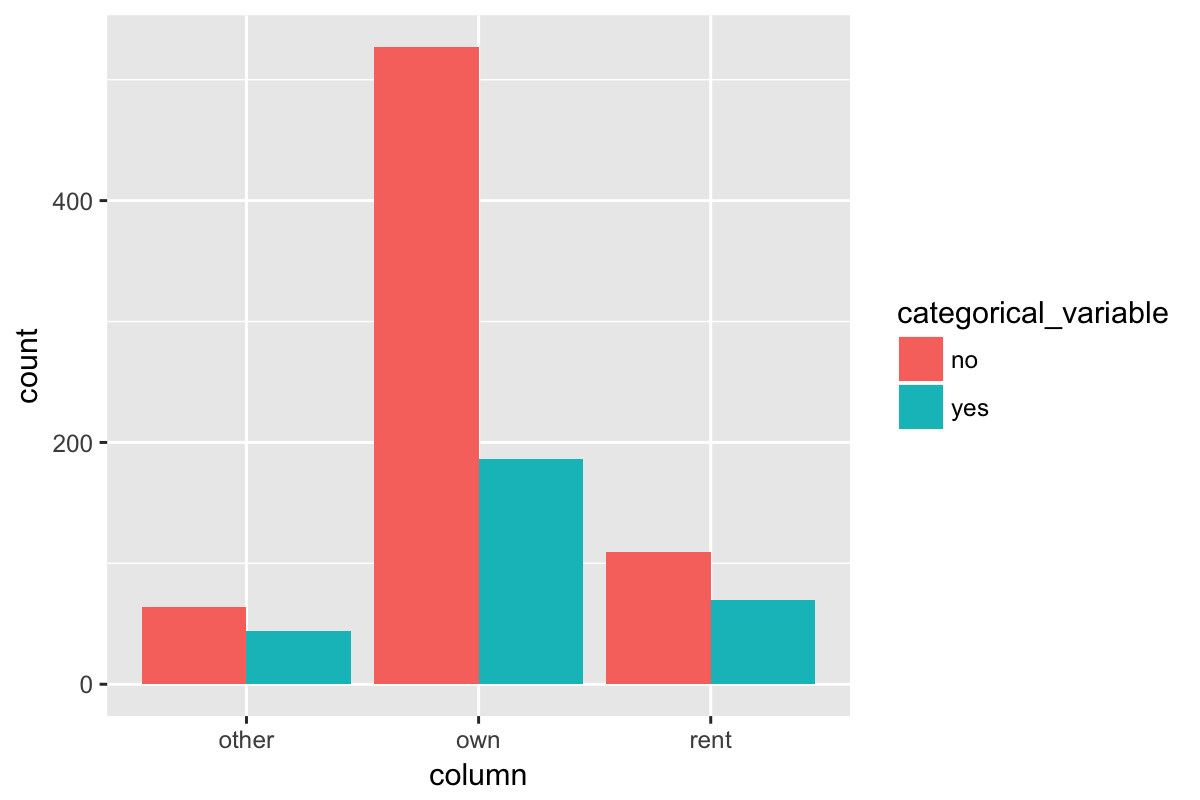 count
400
200
0
other own rent
column
categorical_variable
no
yes